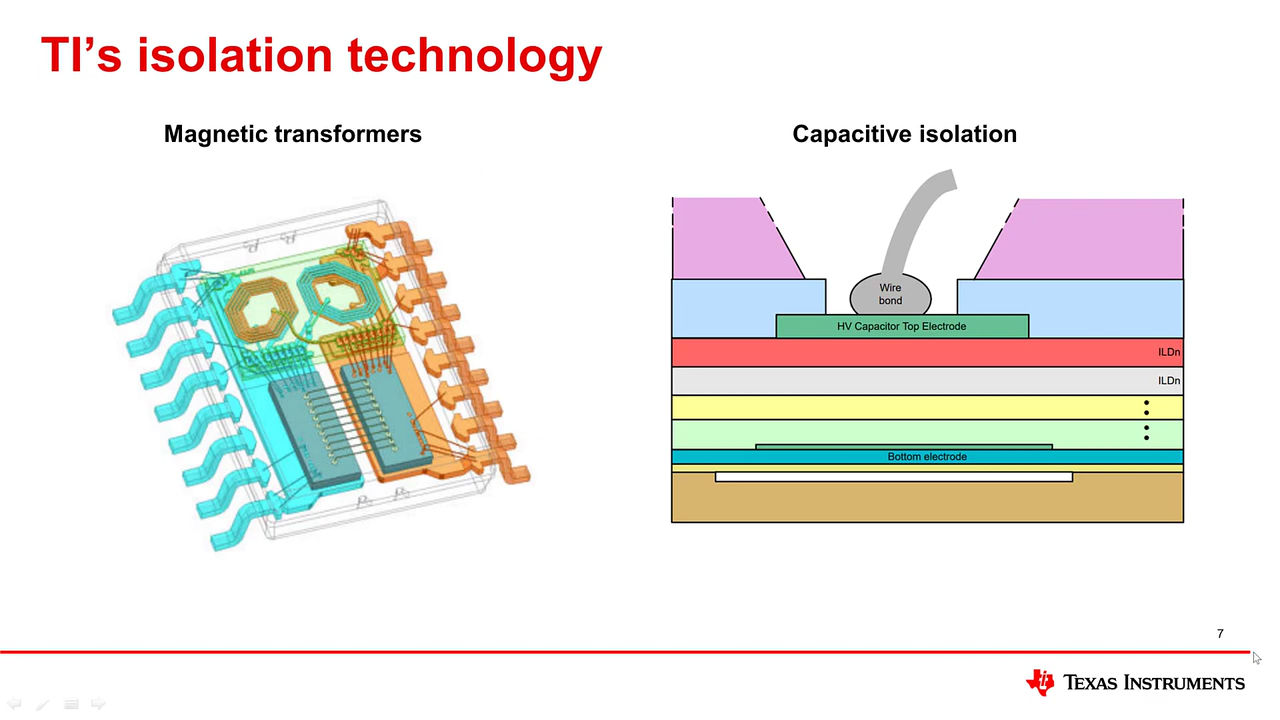 TI’s isolation technology
Magnetic transformers
Capacitive isolation
Wire
bond
HV Capacitor Top Electrode
ILDn
ILDn
Bottom electrode
7
TEXAS INSTRUMENTS